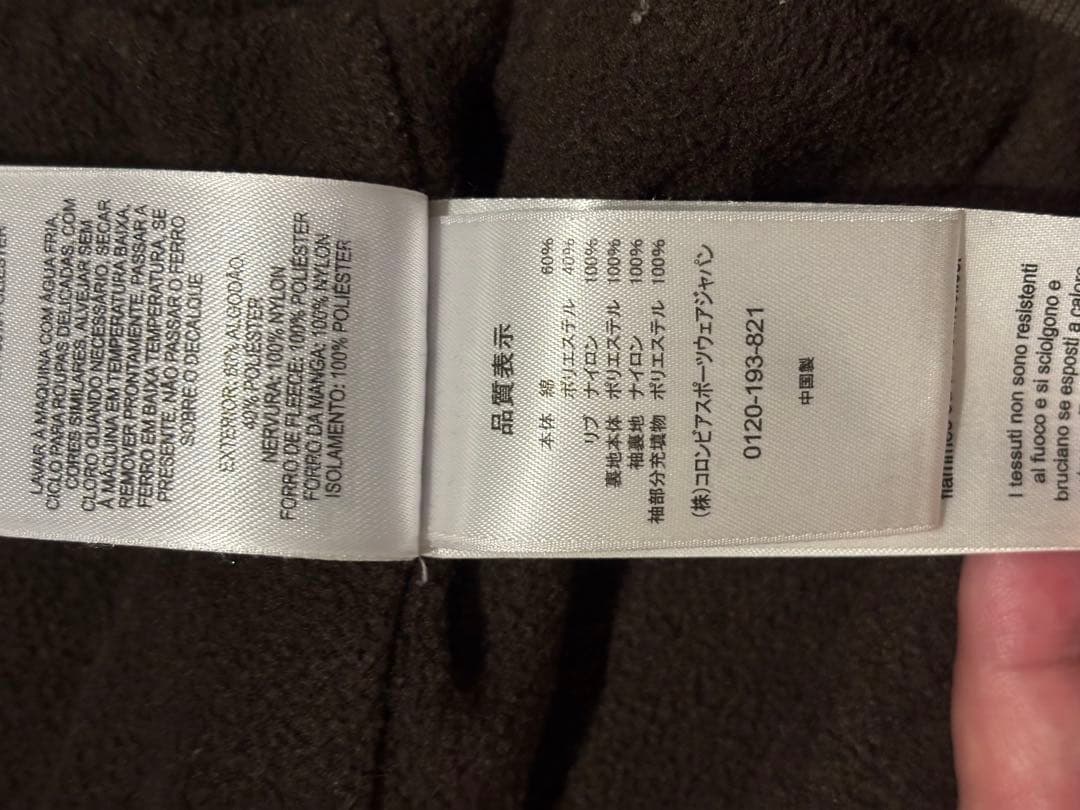 LAVAR À MÁQUINA COM ÁGUA FRIA,
CICLO PARA ROUPAS DELICADAS, COM
CORES SIMILARES, ALVEJAR SEM
CLORO QUANDO NECESSÁRIO, SECAR
À MÁQUINA EM TEMPERATURA BAIXA,
REMOVER PRONTAMENTE, PASSAR A
FERRO EM BAIXA TEMPERATURA, SE
PRESENTE, NÃO PASSAR O FERRO
SOBRE O DECALQUE
EXTERIOR: 60% ALGODÃO
40% POLIÉSTER
NERVURA: 100% NYLON
FORRO DE FLEECE: 100% POLIÉSTER
FORRO DA MANGA: 100% NYLON
ISOLAMENTO: 100% POLIÉSTER
品質表示
本体 綿 60%
ポリエステル 40%
リブ ナイロン 100%
裏地本体 ポリエステル 100%
袖裏地 ナイロン 100%
袖部分充填物 ポリエステル 100%
(株)コロンビアスポーツウェアジャパン
0120-193-821
中国製
I tessuti non sono resistenti
al fuoco e si sciolgono e
bruciano se esposti a calore